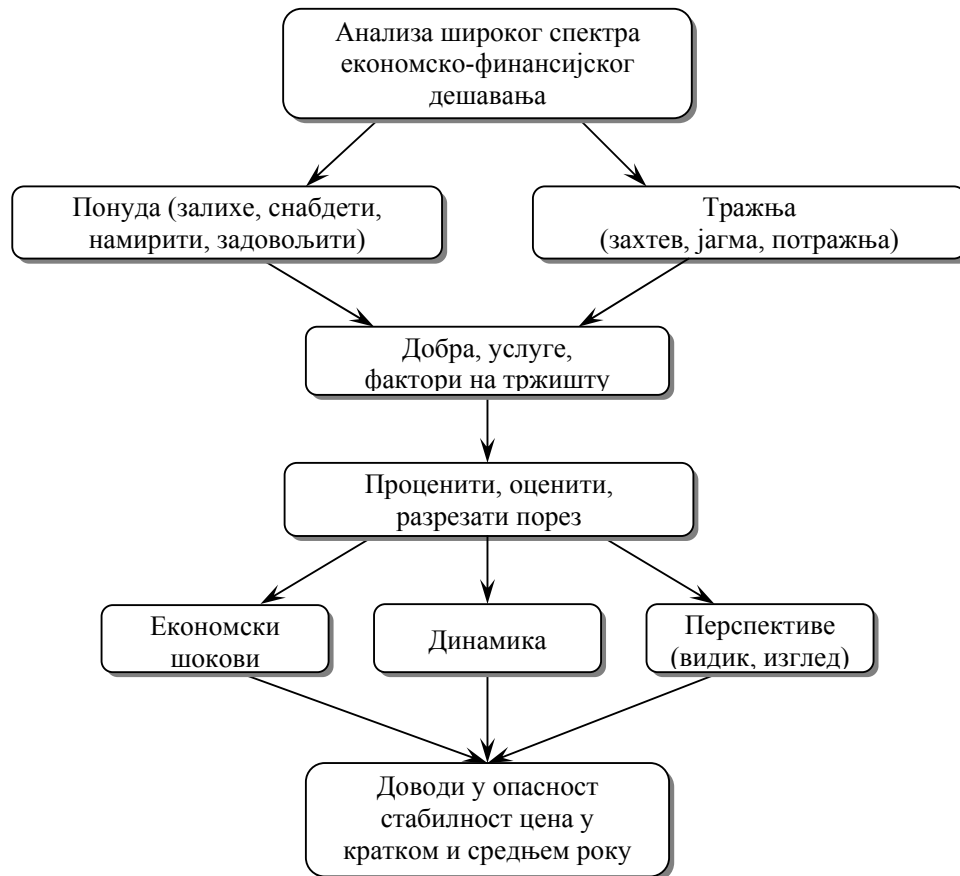 Анализа широког спектра
економско-финансијског
дешавања
Понуда (залихе, снабдети,
намирити, задовољити)
Тражња
(захтев, јагма, потражња)
Добра, услуге,
фактори на тржишту
Проценити, оценити,
разрезати порез
Економски
шокови
Динамика
Перспективе
(видик, изглед)
Доводи у опасност
стабилност цена у
кратком и средњем року